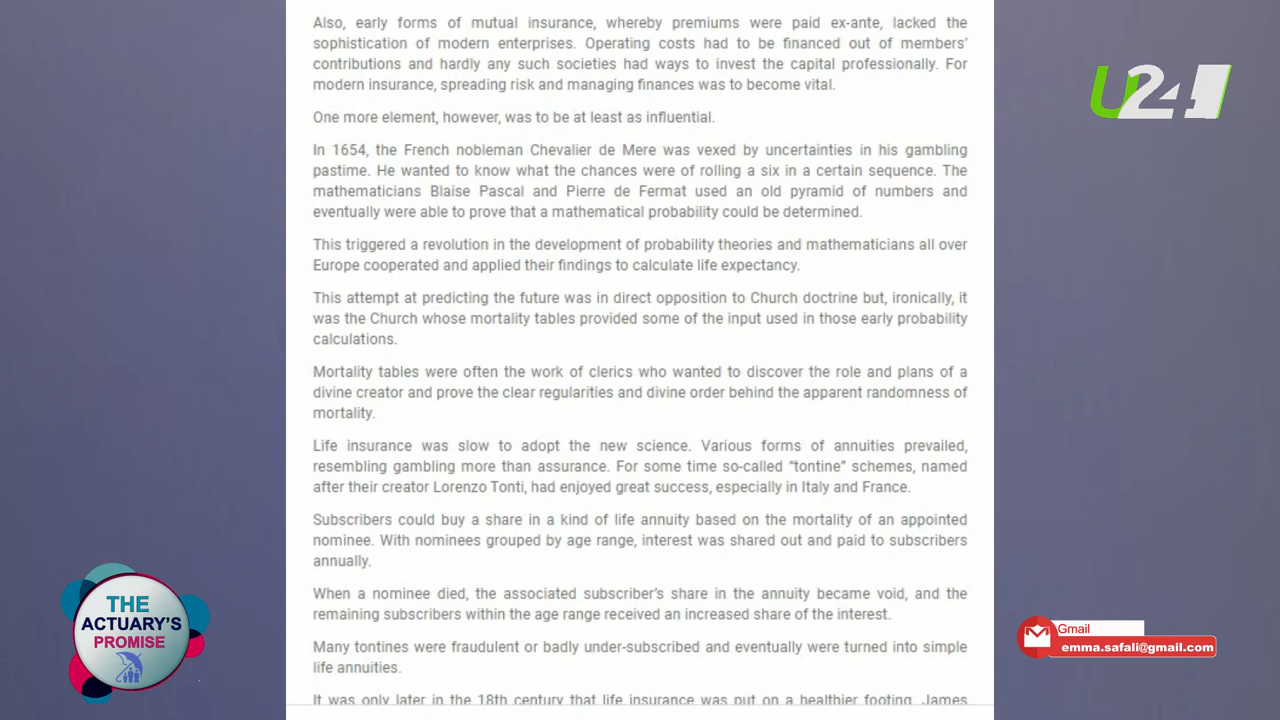 Also, early forms of mutual insurance, whereby premiums were paid ex-ante, lacked the
sophistication of modern enterprises. Operating costs had to be financed out of members'
contributions and hardly any such societies had ways to invest the capital professionally. For
modern insurance, spreading risk and managing finances was to become vital.
One more element, however, was to be at least as influential.
In 1654, the French nobleman Chevalier de Mere was vexed by uncertainties in his gambling
pastime. He wanted to know what the chances were of rolling a six in a certain sequence. The
mathematicians Blaise Pascal and Pierre de Fermat used an old pyramid of numbers and
eventually were able to prove that a mathematical probability could be determined.
This triggered a revolution in the development of probability theories and mathematicians all over
Europe cooperated and applied their findings to calculate life expectancy.
This attempt at predicting the future was in direct opposition to Church doctrine but, ironically, it
was the Church whose mortality tables provided some of the input used in those early probability
calculations.
Mortality tables were often the work of clerics who wanted to discover the role and plans of a
divine creator and prove the clear regularities and divine order behind the apparent randomness of
mortality.
Life insurance was slow to adopt the new science. Various forms of annuities prevailed,
resembling gambling more than assurance. For some time so-called “tontine” schemes, named
after their creator Lorenzo Tonti, had enjoyed great success, especially in Italy and France.
Subscribers could buy a share in a kind of life annuity based on the mortality of an appointed
nominee. With nominees grouped by age range, interest was shared out and paid to subscribers
annually.
When a nominee died, the associated subscriber's share in the annuity became void, and the
remaining subscribers within the age range received an increased share of the interest.
Many tontines were fraudulent or badly under-subscribed and eventually were turned into simple
life annuities.
It was only later in the 18th century that life insurance was put on a healthier footing. James
U24
THE
ACTUARY'S
PROMISE
Gmail
emma.safali@gmail.com